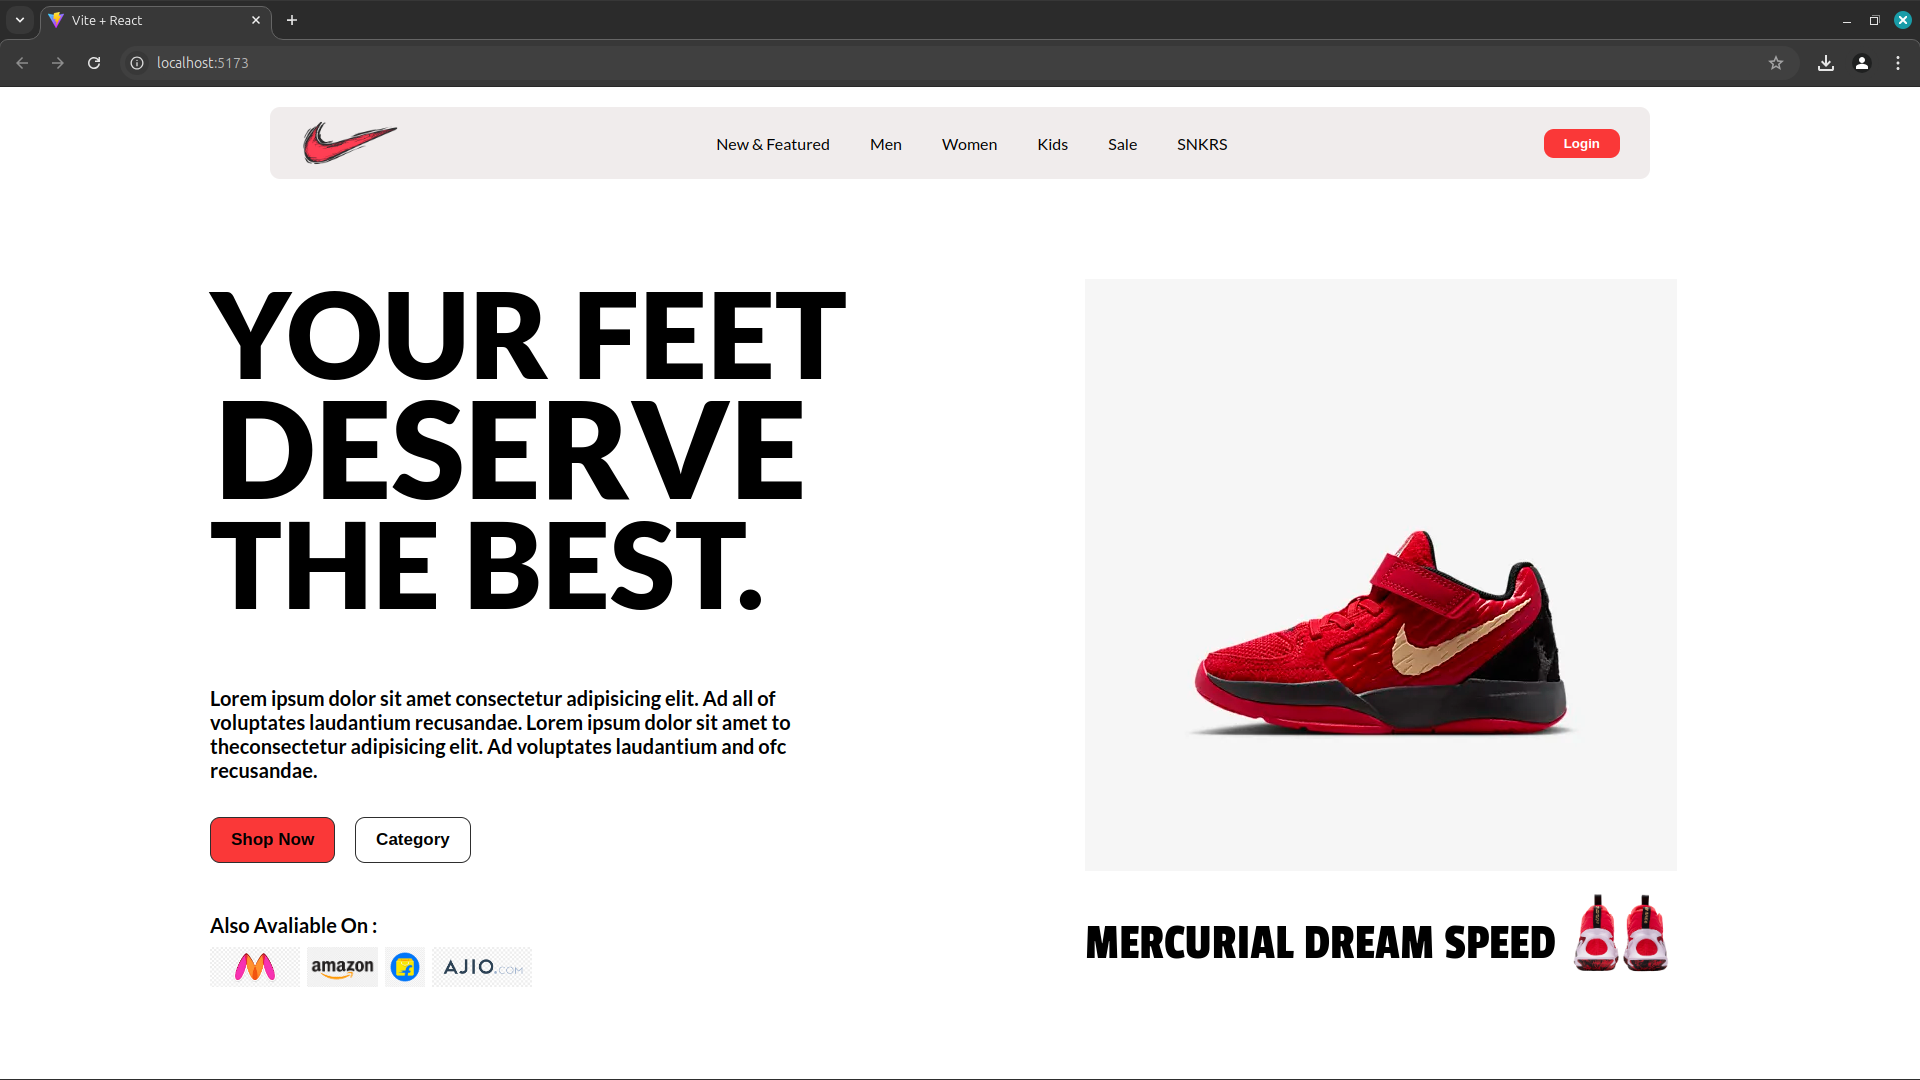 Vite + React
localhost:5173
New & Featured Men Women Kids Sale SNKRS Login
YOUR FEET
DESERVE
THE BEST.
Lorem ipsum dolor sit amet consectetur adipisicing elit. Ad all of
voluptates laudantium recusandae. Lorem ipsum dolor sit amet to
theconsectetur adipisicing elit. Ad voluptates laudantium and ofc
recusandae.
Shop Now Category
Also Avaliable On :
amazon AJIO.COM
MERCURIAL DREAM SPEED